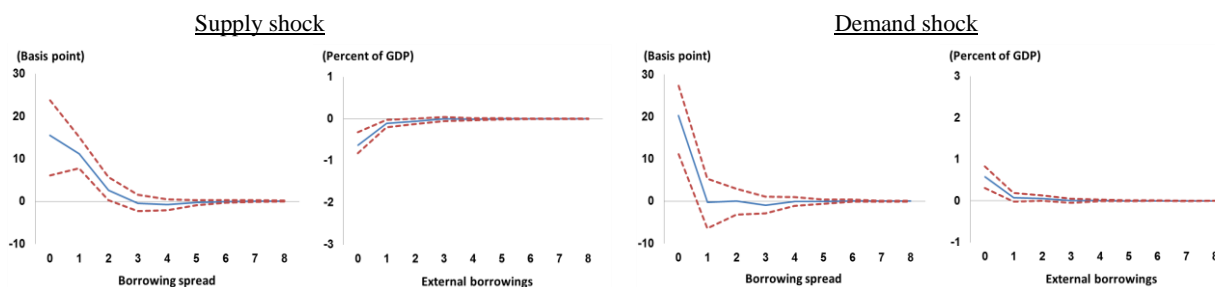 Supply shock
Demand shock
(Basis point)
30
20
10
0
-10
0 1 2 3 4 5 6 7 8
Borrowing spread
(Percent of GDP)
1
0
-1
-2
-3
0 1 2 3 4 5 6 7 8
External borrowings
(Basis point)
30
20
10
0
-10
0 1 2 3 4 5 6 7 8
Borrowing spread
(Percent of GDP)
3
2
1
0
-1
0 1 2 3 4 5 6 7 8
External borrowings